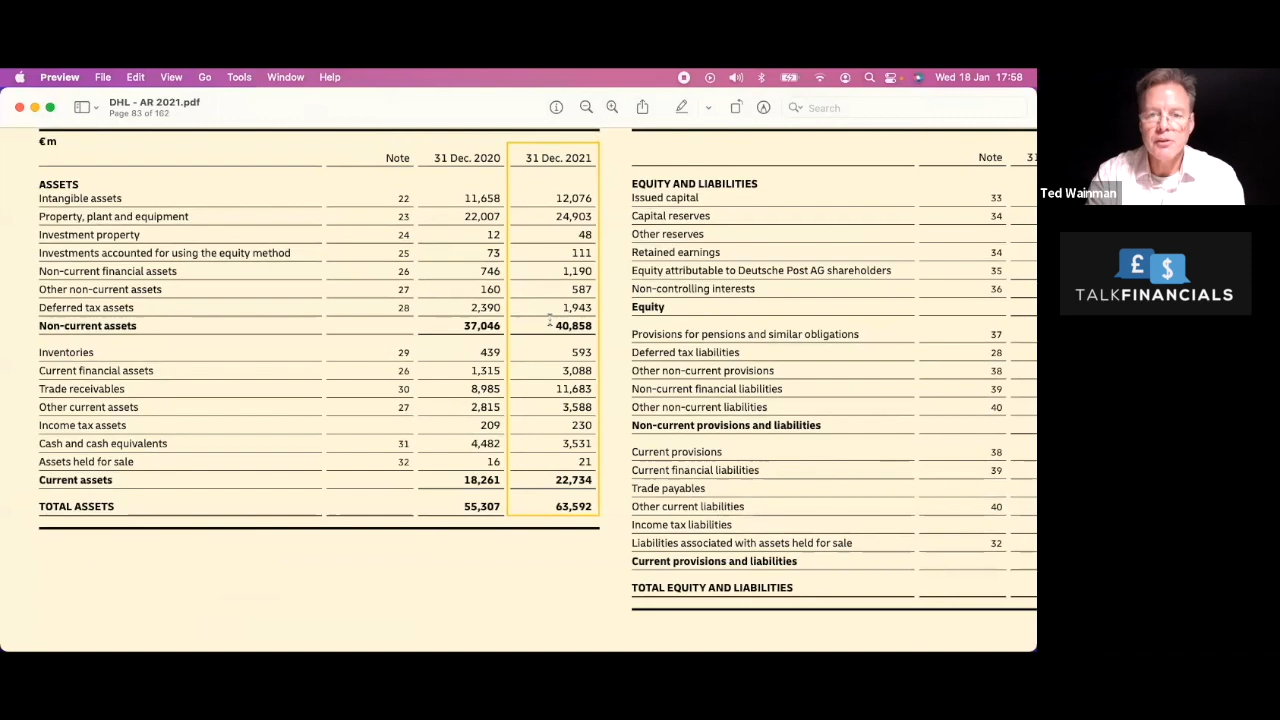 Preview File Edit View Go Tools Window Help Wed 18 Jan 17:58
DHL - AR 2021.pdf
Page 83 of 162
Search
€m
Note 31 Dec. 2020 31 Dec. 2021
ASSETS
Intangible assets 22 11,658 12,076
Property, plant and equipment 23 22,007 24,903
Investment property 24 12 48
Investments accounted for using the equity method 25 73 111
Non-current financial assets 26 746 1,190
Other non-current assets 27 160 587
Deferred tax assets 28 2,390 1,943
Non-current assets 37,046 40,858
Inventories 29 439 593
Current financial assets 26 1,315 3,088
Trade receivables 30 8,985 11,683
Other current assets 27 2,815 3,588
Income tax assets 209 230
Cash and cash equivalents 31 4,482 3,531
Assets held for sale 32 16 21
Current assets 18,261 22,734
TOTAL ASSETS 55,307 63,592
Note 31
EQUITY AND LIABILITIES
Issued capital 33
Capital reserves 34
Other reserves
Retained earnings 34
Equity attributable to Deutsche Post AG shareholders 35
Non-controlling interests 36
Equity
Provisions for pensions and similar obligations 37
Deferred tax liabilities 28
Other non-current provisions 38
Non-current financial liabilities 39
Other non-current liabilities 40
Non-current provisions and liabilities
Current provisions 38
Current financial liabilities 39
Trade payables
Other current liabilities 40
Income tax liabilities
Liabilities associated with assets held for sale 32
Current provisions and liabilities
TOTAL EQUITY AND LIABILITIES
Ted Wainman
£ $
TALKFINANCIALS